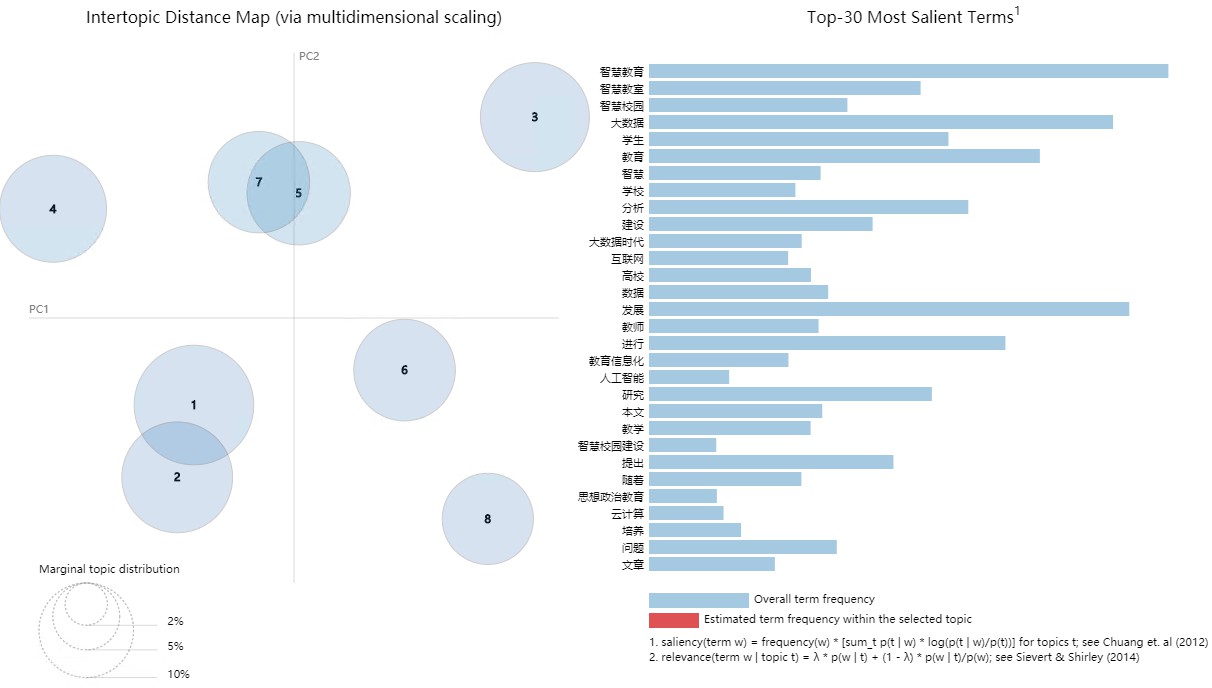 Intertopic Distance Map (via multidimensional scaling)
PC2
PC1
3
4
7
5
6
1
2
8
Marginal topic distribution
2%
5%
10%
Top-30 Most Salient Terms1
智慧教育
智慧教室
智慧校园
大数据
学生
教育
智慧
学校
分析
建设
大数据时代
互联网
高校
数据
发展
教师
进行
教育信息化
人工智能
研究
本文
教学
智慧校园建设
提出
随着
思想政治教育
云计算
培养
问题
文章
Overall term frequency
Estimated term frequency within the selected topic
1. saliency(term w) = frequency(w) * [sum_t p(t | w) * log(p(t | w)/p(t))] for topics t; see Chuang et. al (2012)
2. relevance(term w | topic t) = λ * p(w | t) + (1 - λ) * p(w | t)/p(w); see Sievert & Shirley (2014)